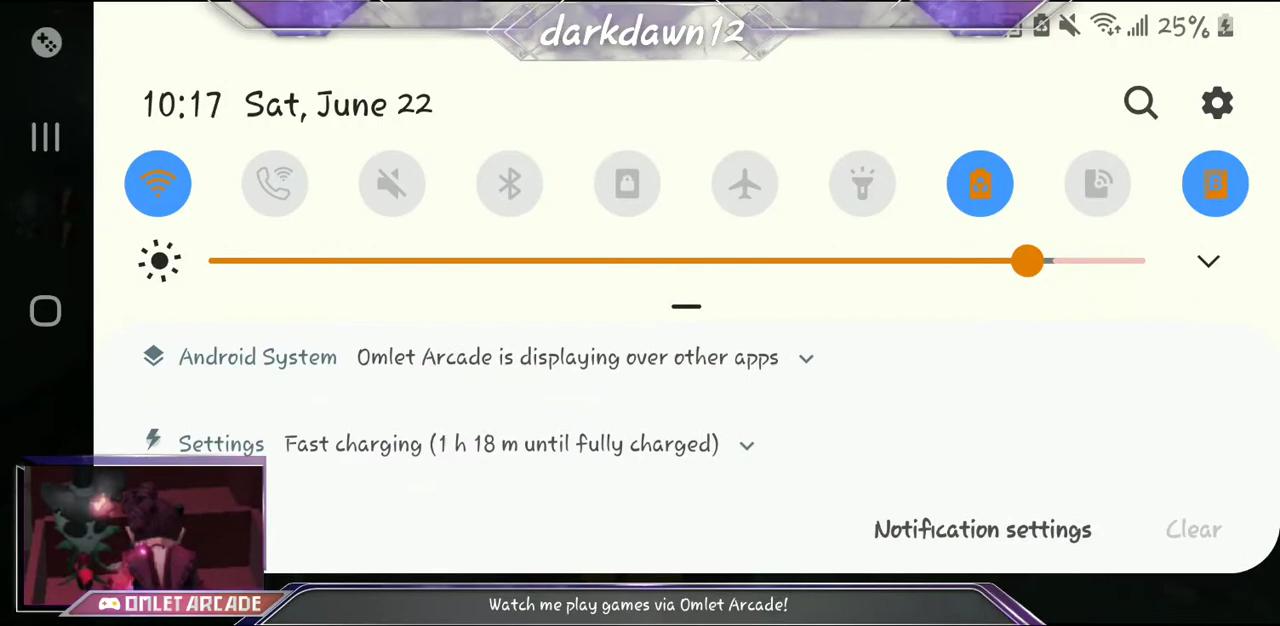 darkdawn12
25%
10:17 Sat, June 22
Android System Omlet Arcade is displaying over other apps
Settings Fast charging (1 h 18 m until fully charged)
Notification settings Clear
OMLET ARCADE
Watch me play games via Omlet Arcade!